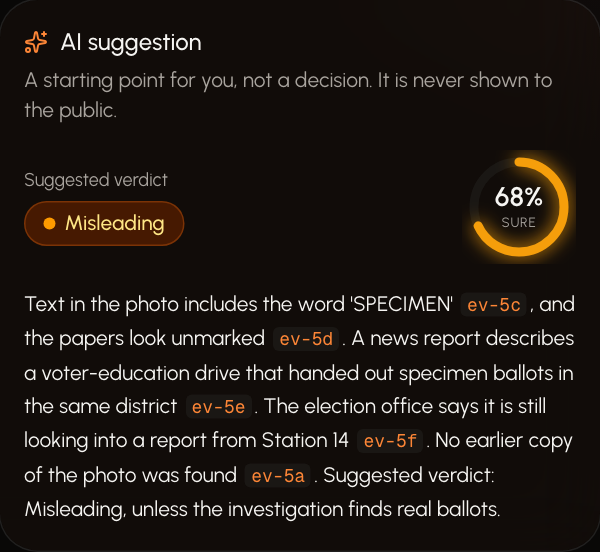 AI suggestion
A starting point for you, not a decision. It is never shown to
the public.
Suggested verdict
Misleading
68%
SURE
Text in the photo includes the word 'SPECIMEN' ev-5c , and
the papers look unmarked ev-5d . A news report describes
a voter-education drive that handed out specimen ballots in
the same district ev-5e . The election office says it is still
looking into a report from Station 14 ev-5f . No earlier copy
of the photo was found ev-5a . Suggested verdict:
Misleading, unless the investigation finds real ballots.